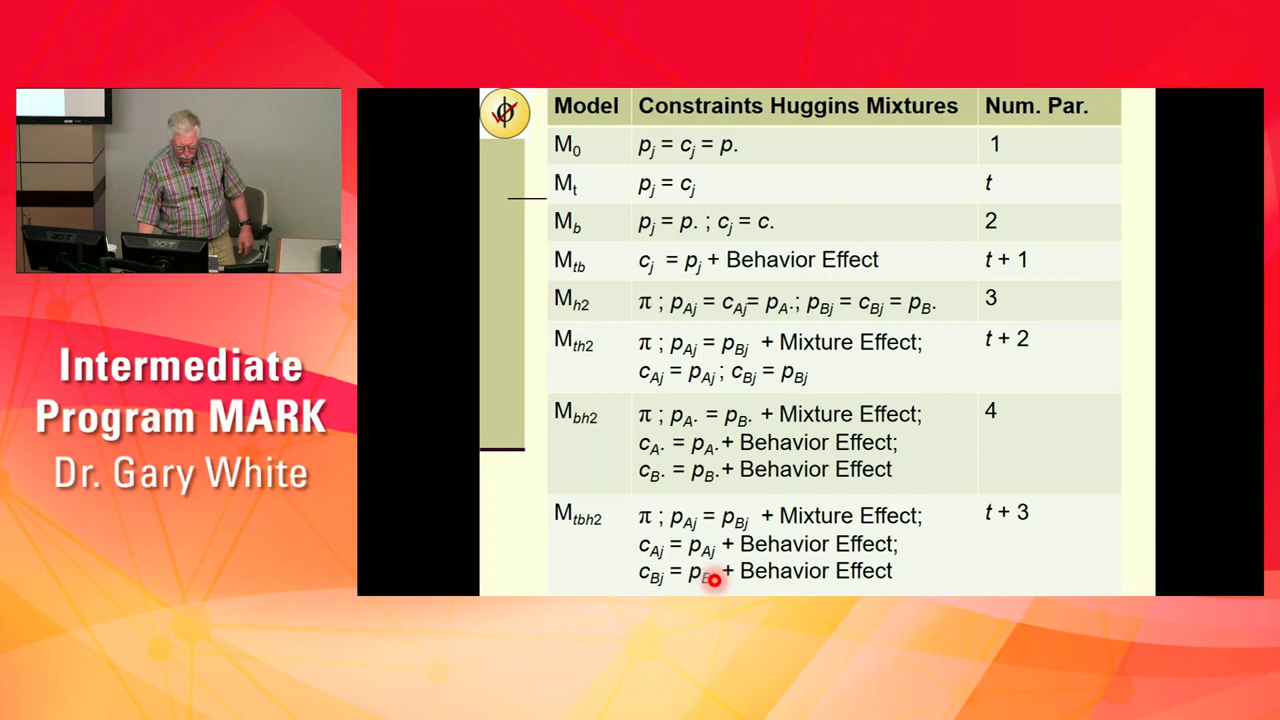 Model Constraints Huggins Mixtures Num. Par.
M0 pj = cj = p. 1
Mt pj = cj t
Mb pj = p. ; cj = c. 2
Mtb cj = pj + Behavior Effect t + 1
Mh2 π ; pAj = cAj= pA.; pBj = cBj = pB. 3
Mth2 π ; pAj = pBj + Mixture Effect; t + 2
cAj = pAj ; cBj = pBj
Mbh2 π ; pA. = pB. + Mixture Effect; 4
cA. = pA.+ Behavior Effect;
cB. = pB.+ Behavior Effect
Mtbh2 π ; pAj = pBj + Mixture Effect; t + 3
cAj = pAj + Behavior Effect;
cBj = pB + Behavior Effect
Intermediate
Program MARK
Dr. Gary White
acer